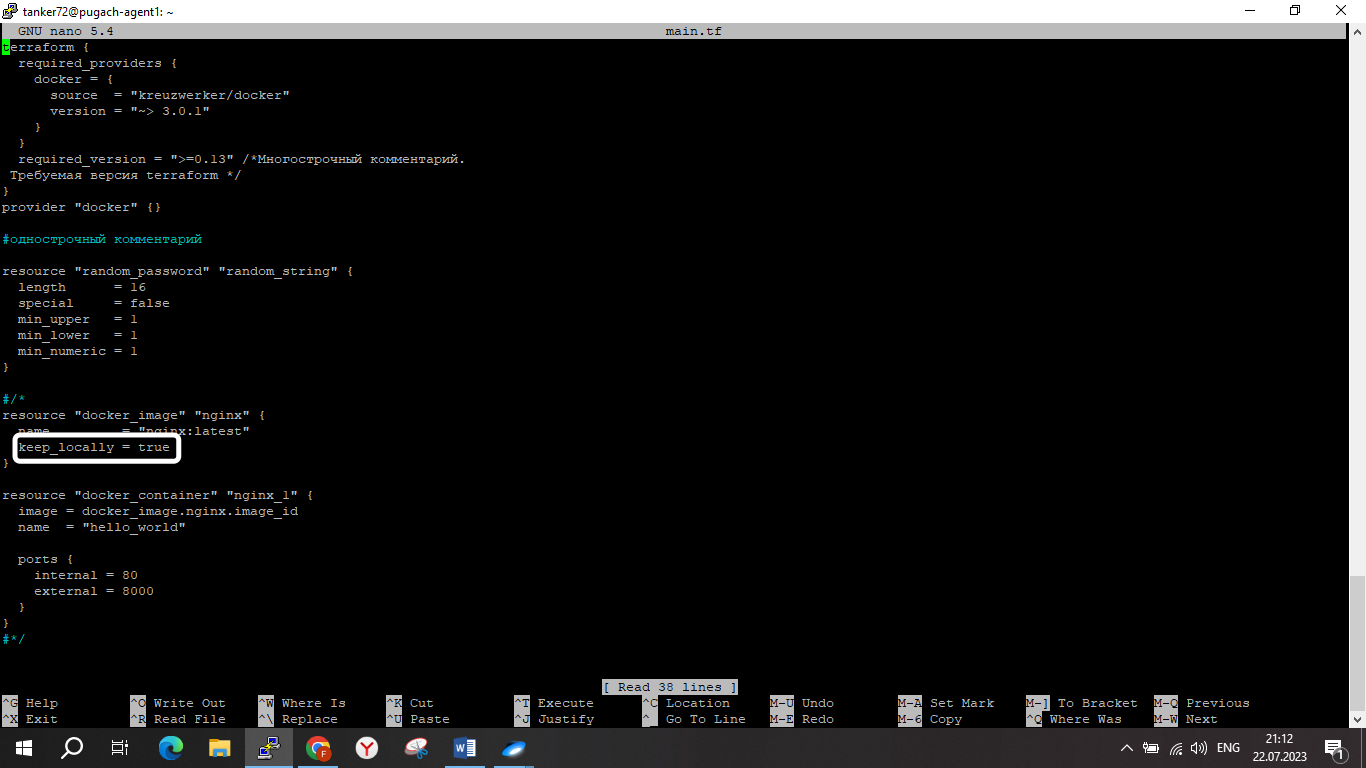 tanker72@pugach-agent1: ~
GNU nano 5.4 main.tf
terraform {
  required_providers {
    docker = {
      source  = "kreuzwerker/docker"
      version = "~> 3.0.1"
    }
  }
  required_version = ">=0.13" /*Многострочный комментарий.
 Требуемая версия terraform */
}
provider "docker" {}
#однострочный комментарий
resource "random_password" "random_string" {
  length      = 16
  special     = false
  min_upper   = 1
  min_lower   = 1
  min_numeric = 1
}
#/*
resource "docker_image" "nginx" {
  name         = "nginx:latest"
  keep_locally = true
}
resource "docker_container" "nginx_1" {
  image = docker_image.nginx.image_id
  name  = "hello_world"
  ports {
    internal = 80
    external = 8000
  }
}
#*/
[ Read 38 lines ]
^G Help ^O Write Out ^W Where Is ^K Cut ^T Execute ^C Location M-U Undo M-A Set Mark M-] To Bracket M-Q Previous
^X Exit ^R Read File ^\ Replace ^U Paste ^J Justify ^_ Go To Line M-E Redo M-6 Copy ^Q Where Was M-W Next
ENG 21:12
22.07.2023
1